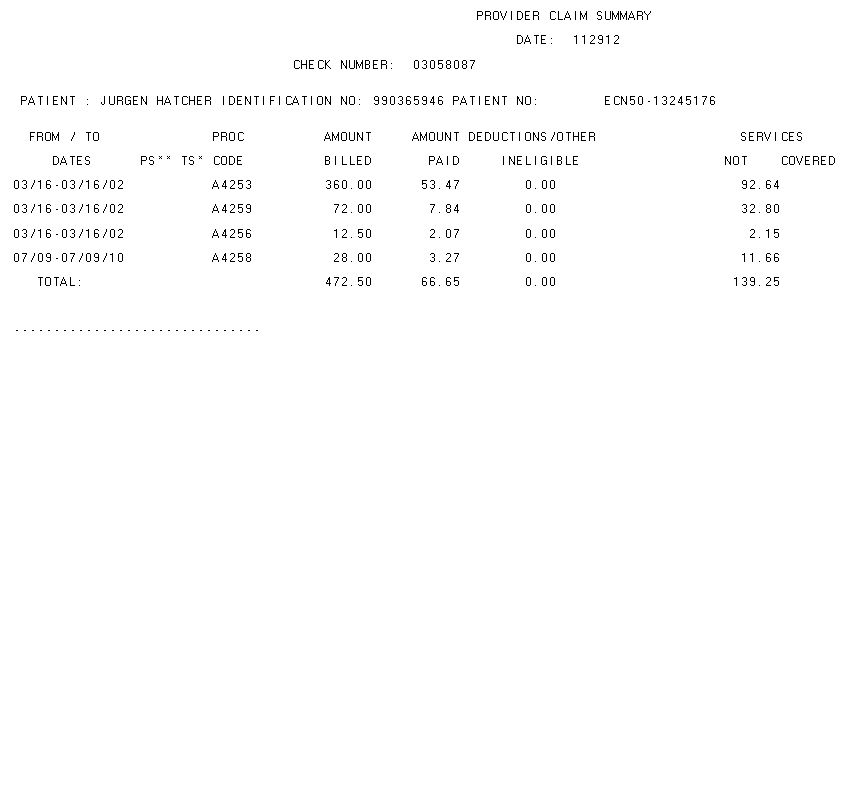 PROVIDER CLAIM SUMMARY
DATE: 112912
CHECK NUMBER: 03058087
PATIENT : JURGEN HATCHER IDENTIFICATION NO: 990365946 PATIENT NO: ECN50-13245176
FROM / TO PROC AMOUNT AMOUNT DEDUCTIONS/OTHER SERVICES
DATES PS** TS* CODE BILLED PAID INELIGIBLE NOT COVERED
03/16-03/16/02 A4253 360.00 53.47 0.00 92.64
03/16-03/16/02 A4259 72.00 7.84 0.00 32.80
03/16-03/16/02 A4256 12.50 2.07 0.00 2.15
07/09-07/09/10 A4258 28.00 3.27 0.00 11.66
TOTAL: 472.50 66.65 0.00 139.25
-------------------------------